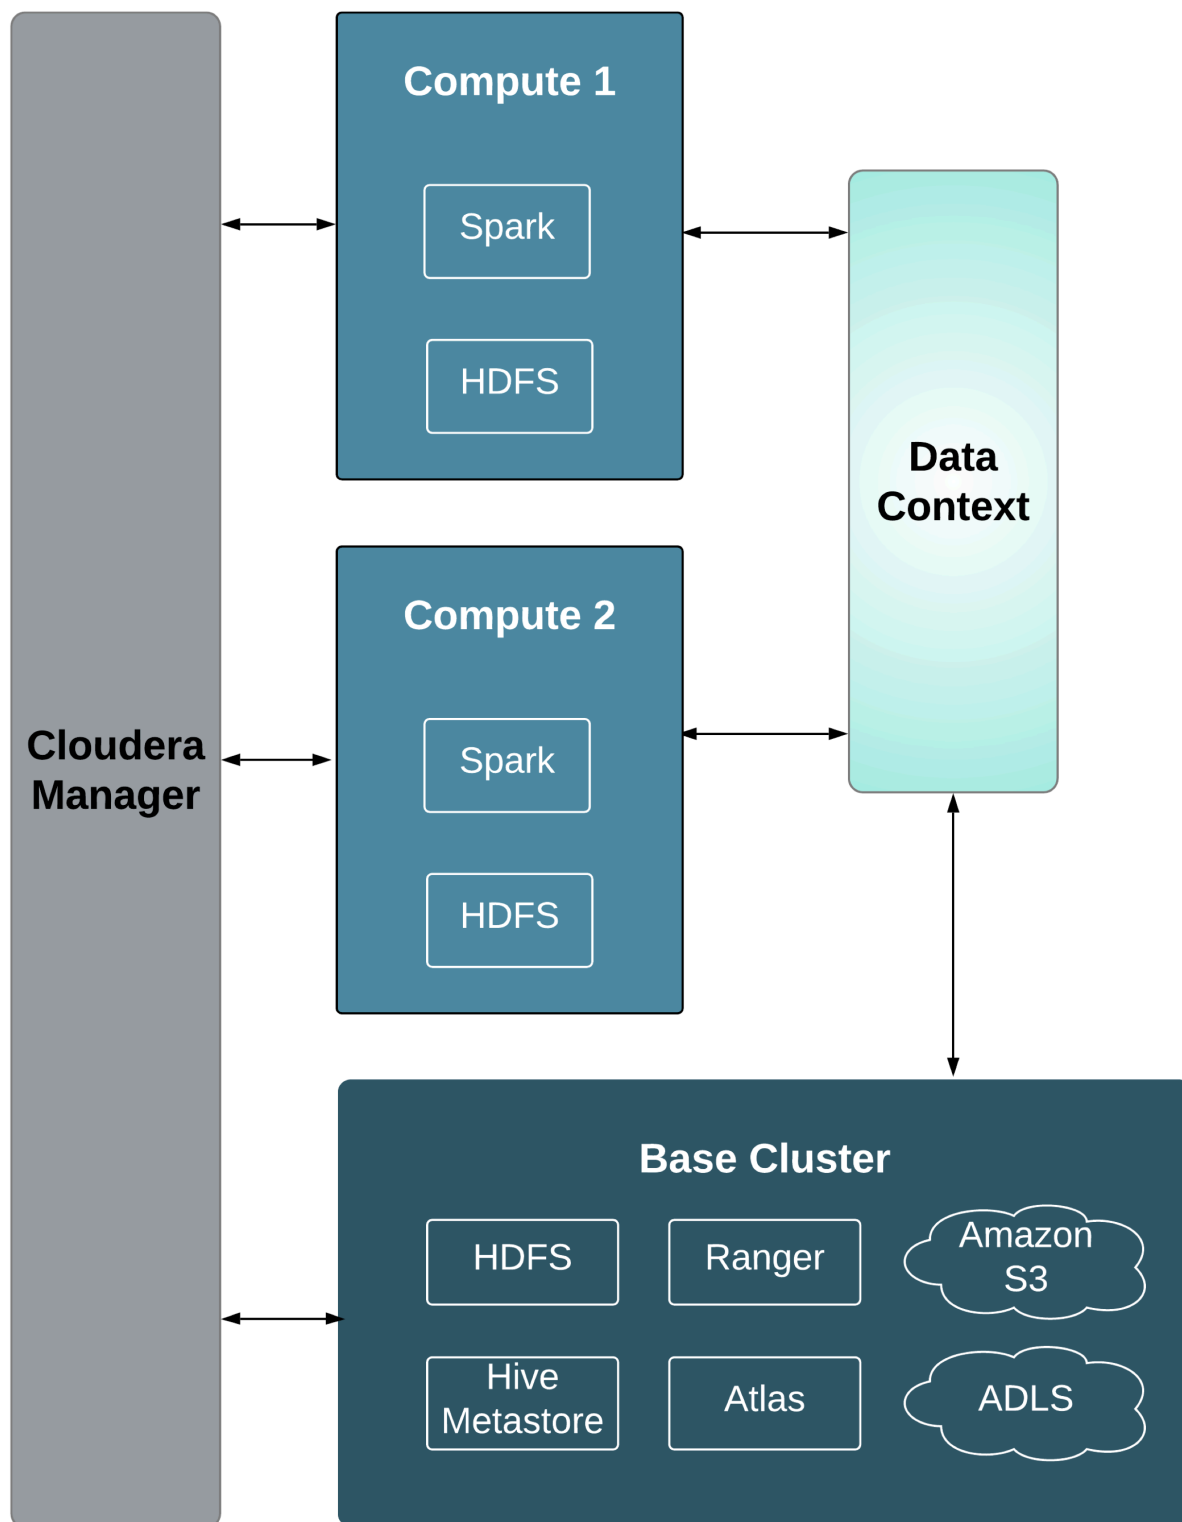 Compute 1
Spark
HDFS
Data
Context
Compute 2
Spark
HDFS
Cloudera
Manager
Base Cluster
HDFS
Ranger
Amazon
S3
Hive
Metastore
Atlas
ADLS